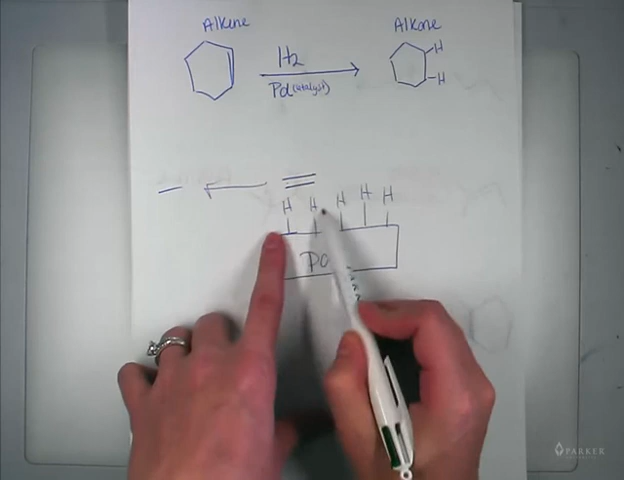 Alkene
Alkane
H2
Pd (catalyst)
H
H
H H H H H
Pd
PARKER